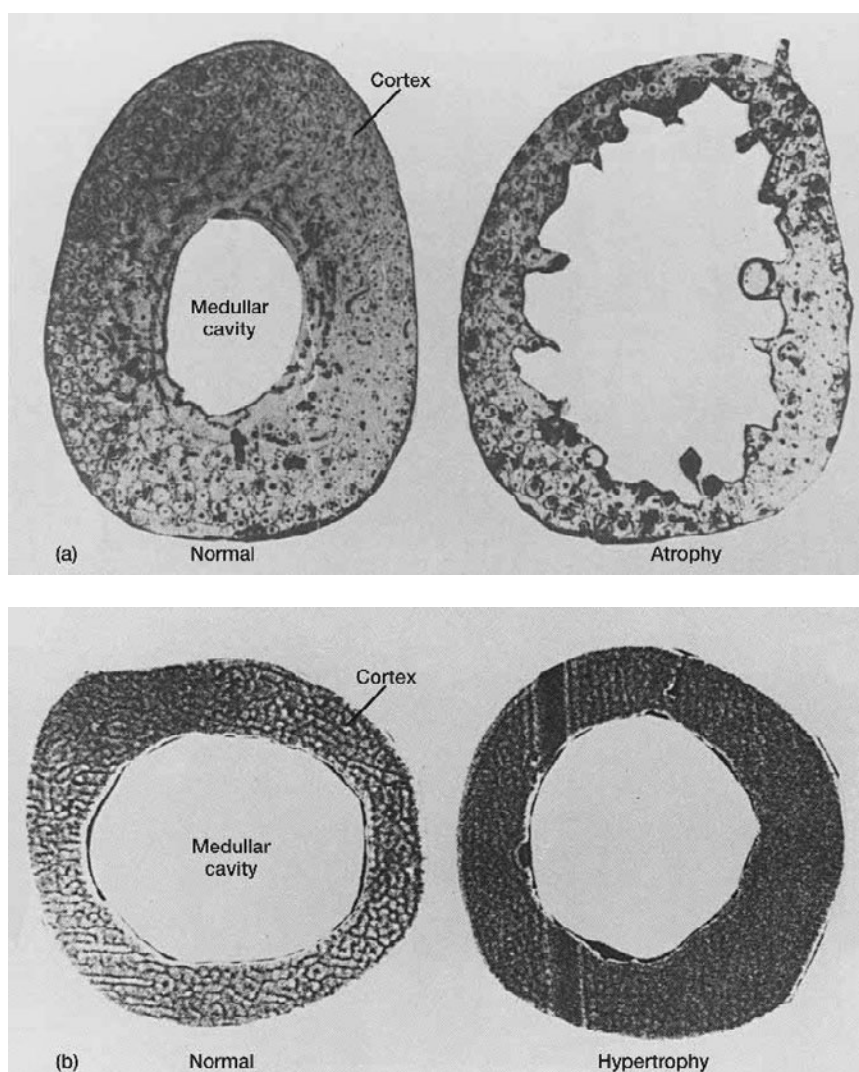 Cortex
Medullar
cavity
(a)
Normal
Atrophy
Cortex
Medullar
cavity
(b)
Normal
Hypertrophy